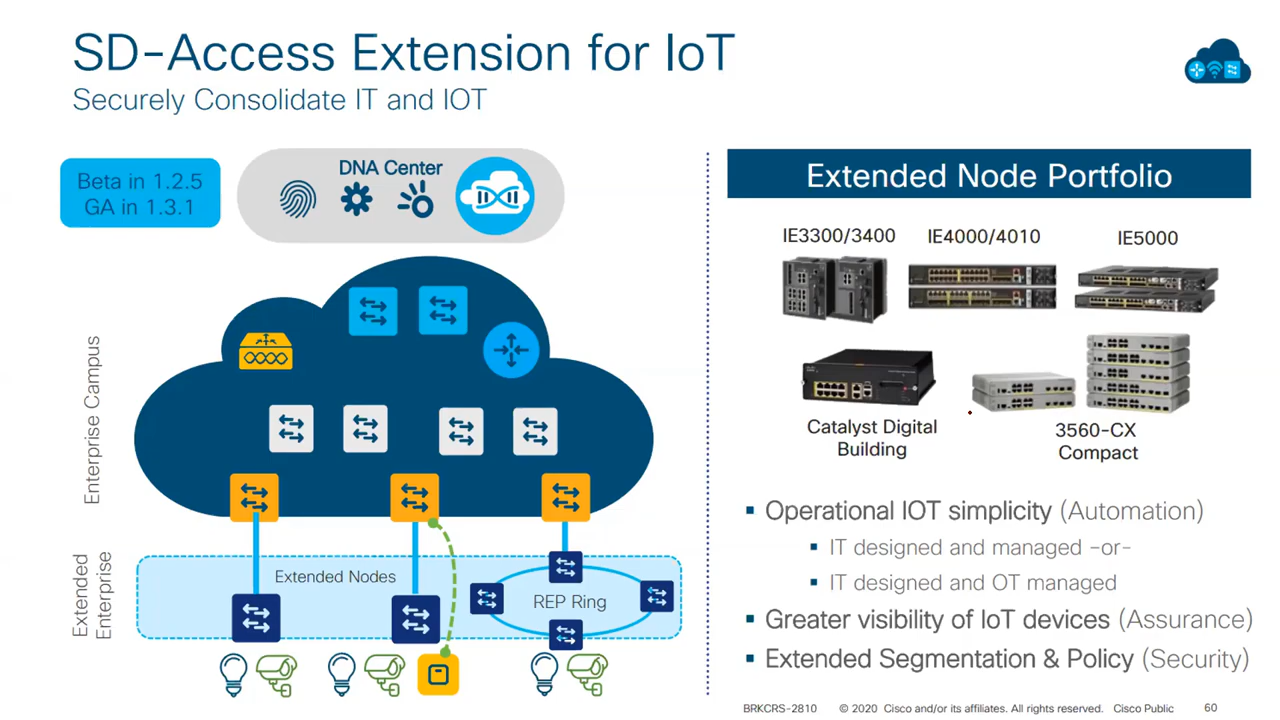 SD-Access Extension for IoT
Securely Consolidate IT and IOT
Beta in 1.2.5
GA in 1.3.1
DNA Center
Enterprise Campus
Extended
Enterprise
Extended Nodes
REP Ring
Extended Node Portfolio
IE3300/3400
IE4000/4010
IE5000
Catalyst Digital
Building
3560-CX
Compact
▪ Operational IOT simplicity (Automation)
▪ IT designed and managed -or-
▪ IT designed and OT managed
▪ Greater visibility of IoT devices (Assurance)
▪ Extended Segmentation & Policy (Security)
BRKCRS-2810 © 2020 Cisco and/or its affiliates. All rights reserved. Cisco Public 60